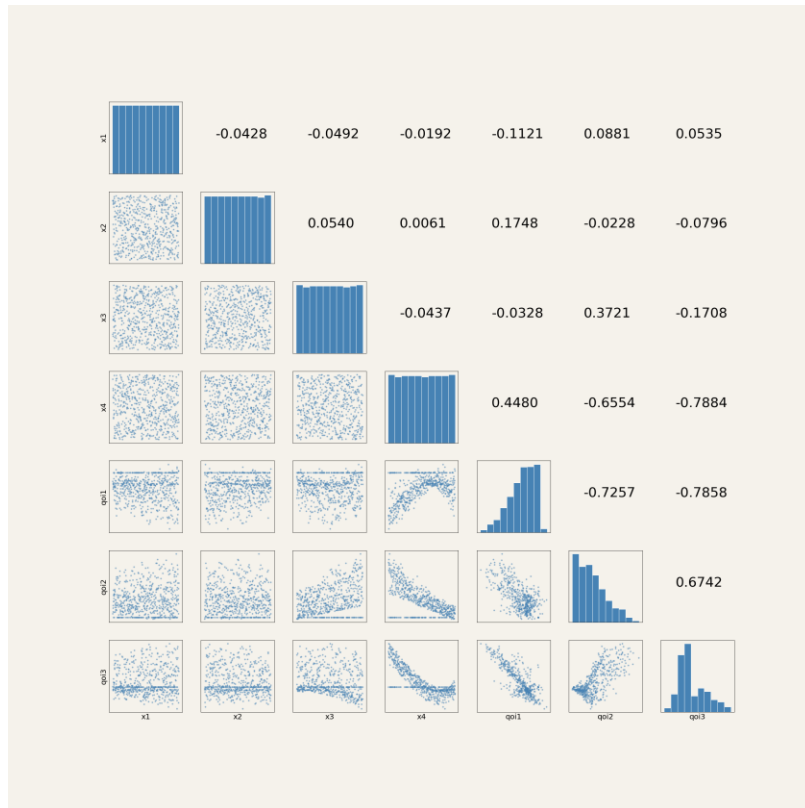 x1 -0.0428 -0.0492 -0.0192 -0.1121 0.0881 0.0535
x2 0.0540 0.0061 0.1748 -0.0228 -0.0796
x3 -0.0437 -0.0328 0.3721 -0.1708
x4 0.4480 -0.6554 -0.7884
qoi1 -0.7257 -0.7858
qoi2 0.6742
qoi3
x1 x2 x3 x4 qoi1 qoi2 qoi3